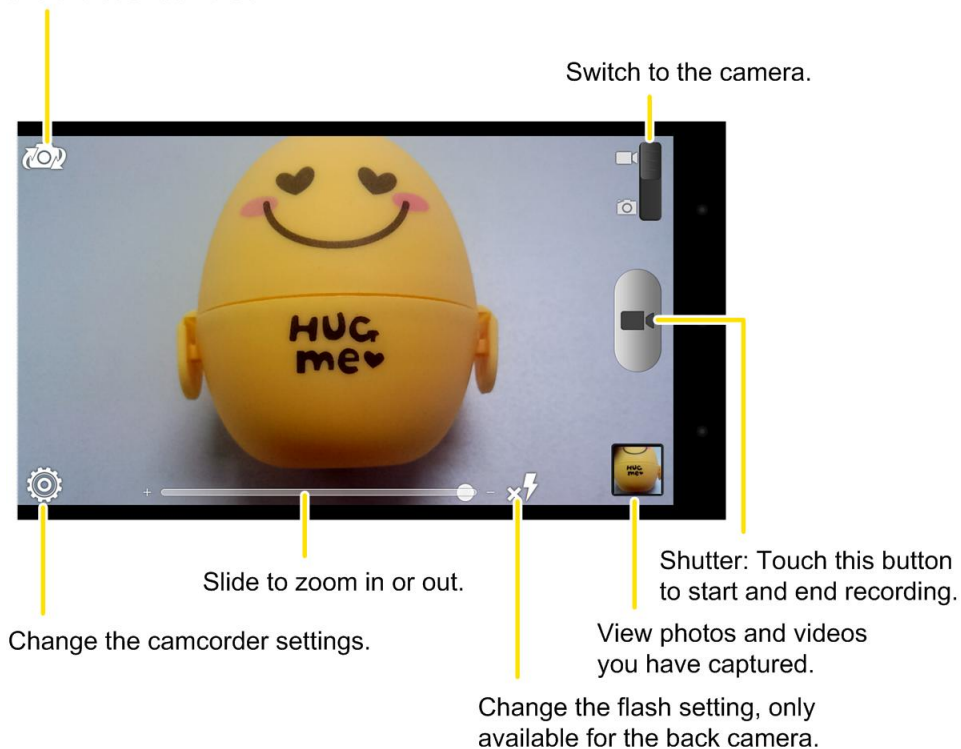 Switch to the camera.
HUG
me
+
-
HUG
me
Slide to zoom in or out.
Shutter: Touch this button
to start and end recording.
Change the camcorder settings.
View photos and videos
you have captured.
Change the flash setting, only
available for the back camera.